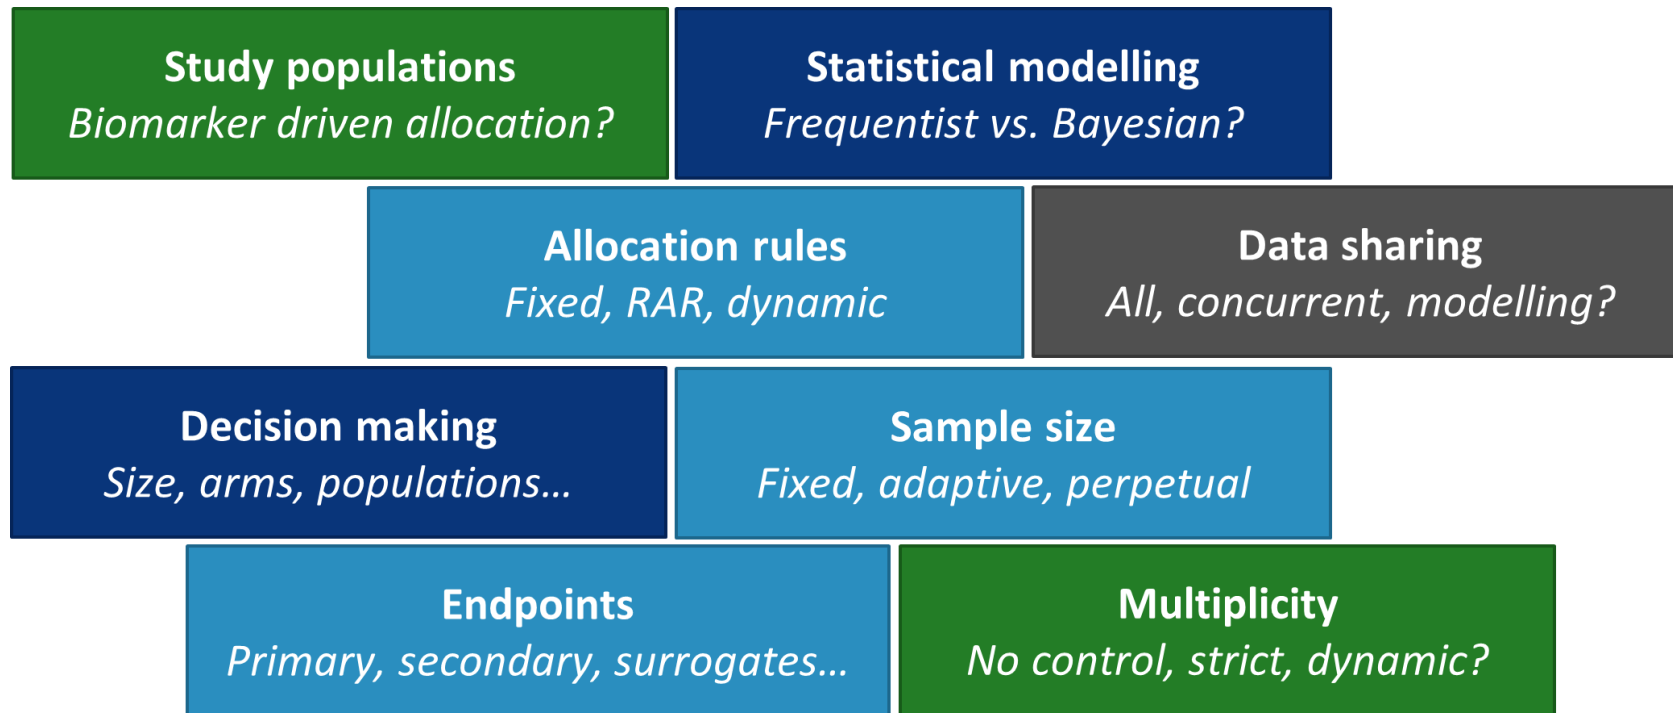 Study populations
Biomarker driven allocation?
Statistical modelling
Frequentist vs. Bayesian?
Allocation rules
Fixed, RAR, dynamic
Data sharing
All, concurrent, modelling?
Decision making
Size, arms, populations…
Sample size
Fixed, adaptive, perpetual
Endpoints
Primary, secondary, surrogates…
Multiplicity
No control, strict, dynamic?